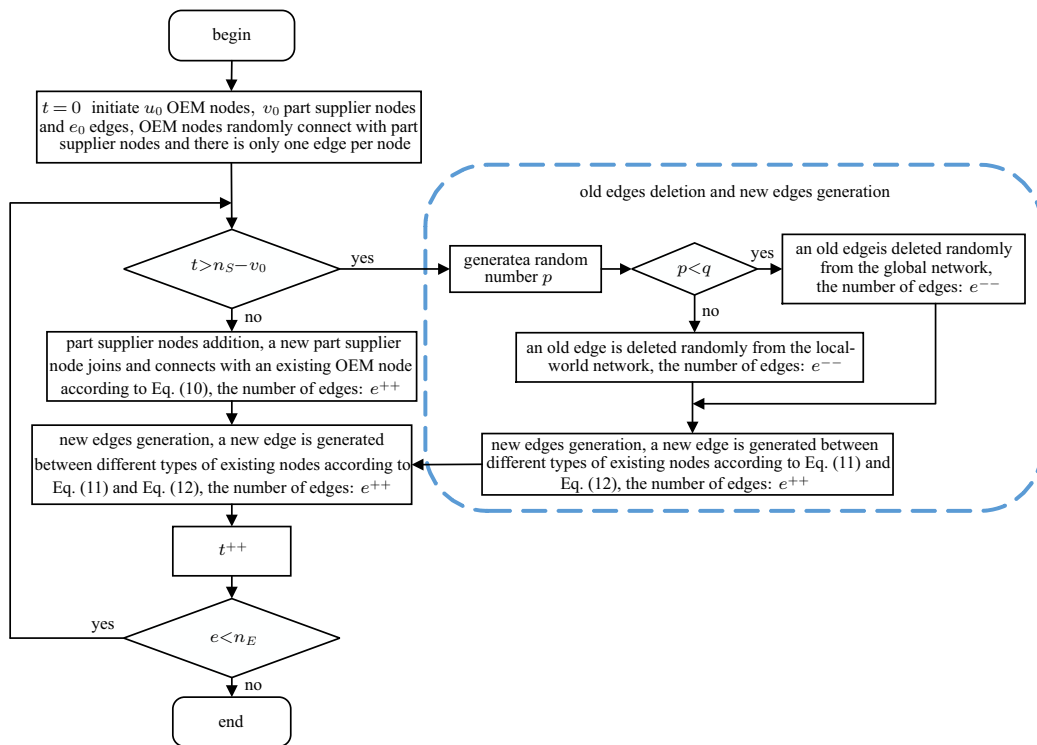 begin
t = 0 initiate u₀ OEM nodes, v₀ part supplier nodes
and e₀ edges, OEM nodes randomly connect with part
supplier nodes and there is only one edge per node
old edges deletion and new edges generation
t>n_S−v₀
yes
generatea random
number p
p<q
yes
an old edgeis deleted randomly
from the global network,
the number of edges: e⁻⁻
no
no
part supplier nodes addition, a new part supplier
node joins and connects with an existing OEM node
according to Eq. (10), the number of edges: e⁺⁺
an old edge is deleted randomly from the local-
world network, the number of edges: e⁻⁻
new edges generation, a new edge is generated
between different types of existing nodes according to
Eq. (11) and Eq. (12), the number of edges: e⁺⁺
new edges generation, a new edge is generated between
different types of existing nodes according to Eq. (11) and
Eq. (12), the number of edges: e⁺⁺
t⁺⁺
yes
e<n_E
no
end